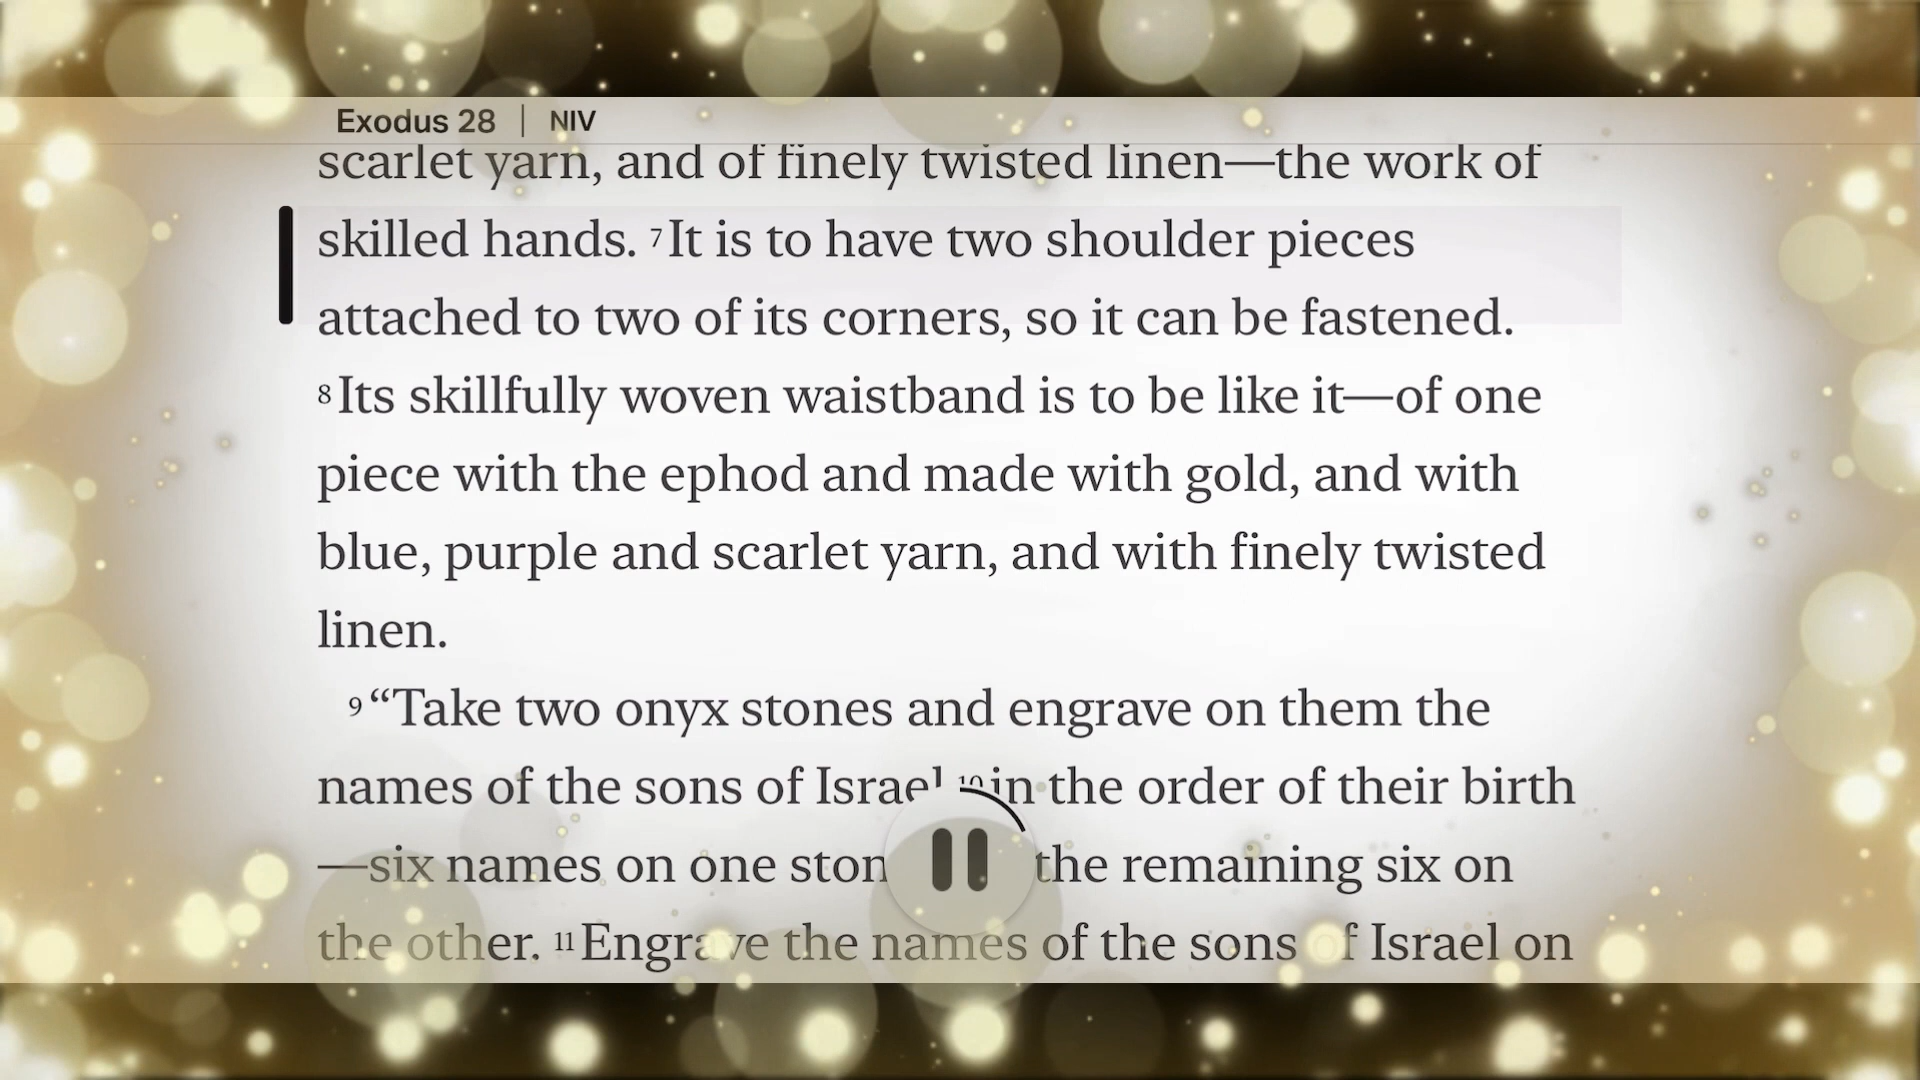 Exodus 28 | NIV
scarlet yarn, and of finely twisted linen—the work of
skilled hands. 7 It is to have two shoulder pieces
attached to two of its corners, so it can be fastened.
8 Its skillfully woven waistband is to be like it—of one
piece with the ephod and made with gold, and with
blue, purple and scarlet yarn, and with finely twisted
linen.
9 “Take two onyx stones and engrave on them the
names of the sons of Israel 10 in the order of their birth
—six names on one ston the remaining six on
the other. 11 Engrave the names of the sons of Israel on